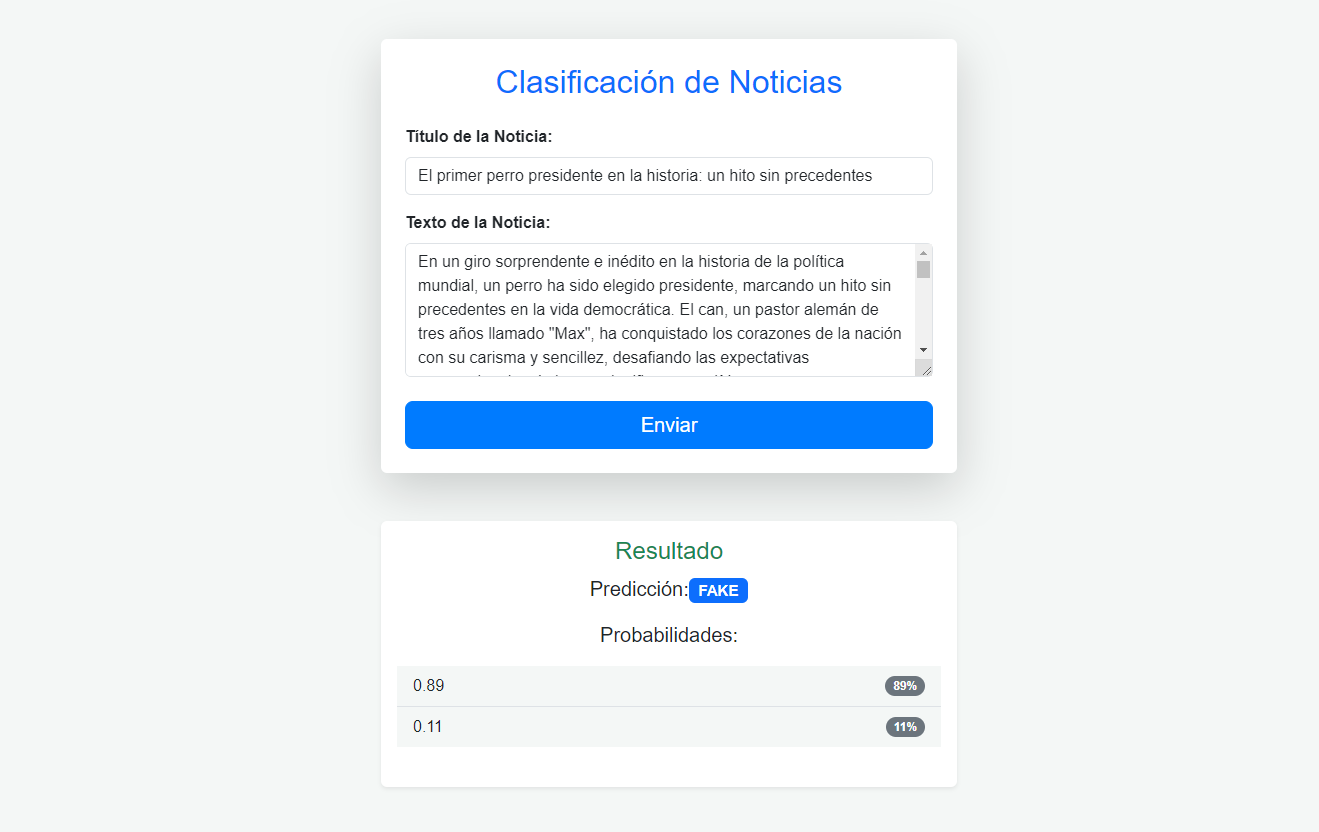 Clasificación de Noticias
Título de la Noticia:
El primer perro presidente en la historia: un hito sin precedentes
Texto de la Noticia:
En un giro sorprendente e inédito en la historia de la política
mundial, un perro ha sido elegido presidente, marcando un hito sin
precedentes en la vida democrática. El can, un pastor alemán de
tres años llamado "Max", ha conquistado los corazones de la nación
con su carisma y sencillez, desafiando las expectativas
Enviar
Resultado
Predicción: FAKE
Probabilidades:
0.89 89%
0.11 11%